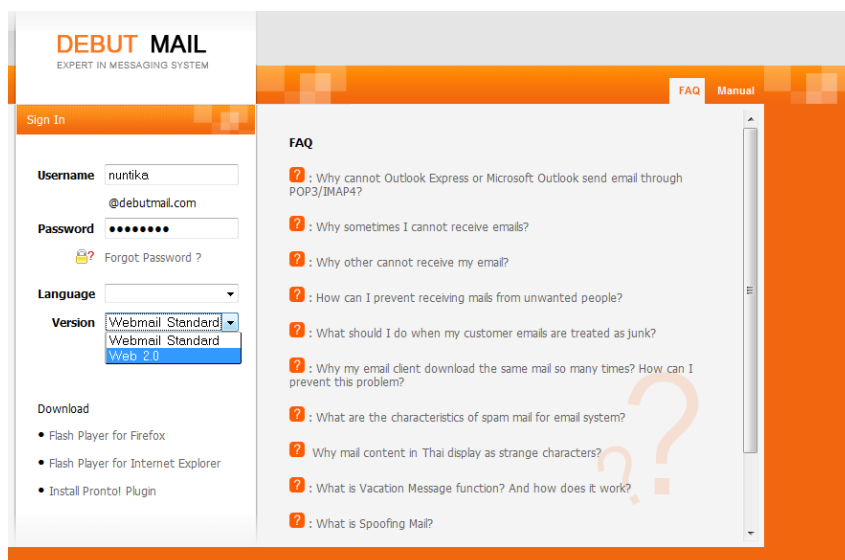 DEBUT MAIL
EXPERT IN MESSAGING SYSTEM
FAQ Manual
Sign In
Username nuntika
@debutmail.com
Password ••••••••
? Forgot Password ?
Language
Version Webmail Standard
Webmail Standard
Web 2.0
Download
• Flash Player for Firefox
• Flash Player for Internet Explorer
• Install Pronto! Plugin
FAQ
? : Why cannot Outlook Express or Microsoft Outlook send email through
POP3/IMAP4?
? : Why sometimes I cannot receive emails?
? : Why other cannot receive my email?
? : How can I prevent receiving mails from unwanted people?
? : What should I do when my customer emails are treated as junk?
? : Why my email client download the same mail so many times? How can I
prevent this problem?
? : What are the characteristics of spam mail for email system?
? Why mail content in Thai display as strange characters?
? : What is Vacation Message function? And how does it work?
? : What is Spoofing Mail?
??